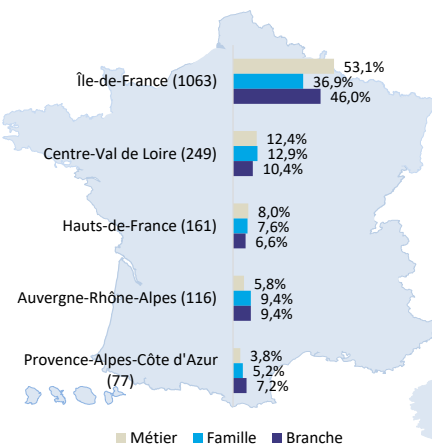 Île-de-France (1063)
53,1%
36,9%
46,0%
Centre-Val de Loire (249)
12,4%
12,9%
10,4%
Hauts-de-France (161)
8,0%
7,6%
6,6%
Auvergne-Rhône-Alpes (116)
5,8%
9,4%
9,4%
Provence-Alpes-Côte d'Azur
(77)
3,8%
5,2%
7,2%
Métier Famille Branche